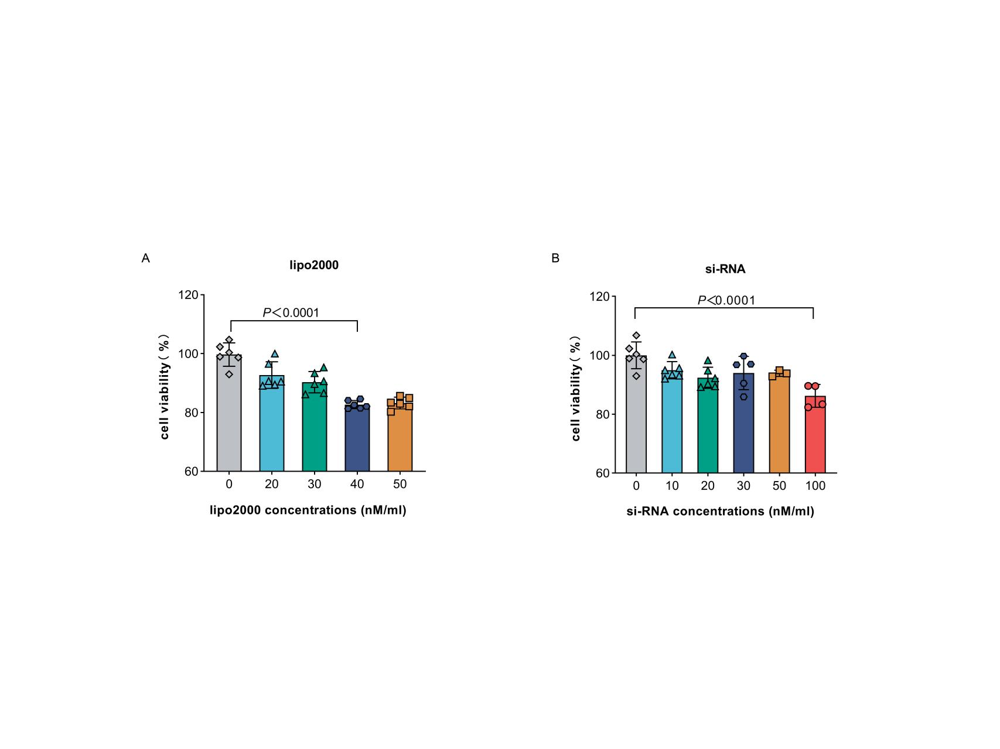 A
lipo2000
120
100
80
60
cell viability（ %）
P＜0.0001
0 20 30 40 50
lipo2000 concentrations (nM/ml)
B
si-RNA
120
100
80
60
cell viability（ %）
P＜0.0001
0 10 20 30 50 100
si-RNA concentrations (nM/ml)